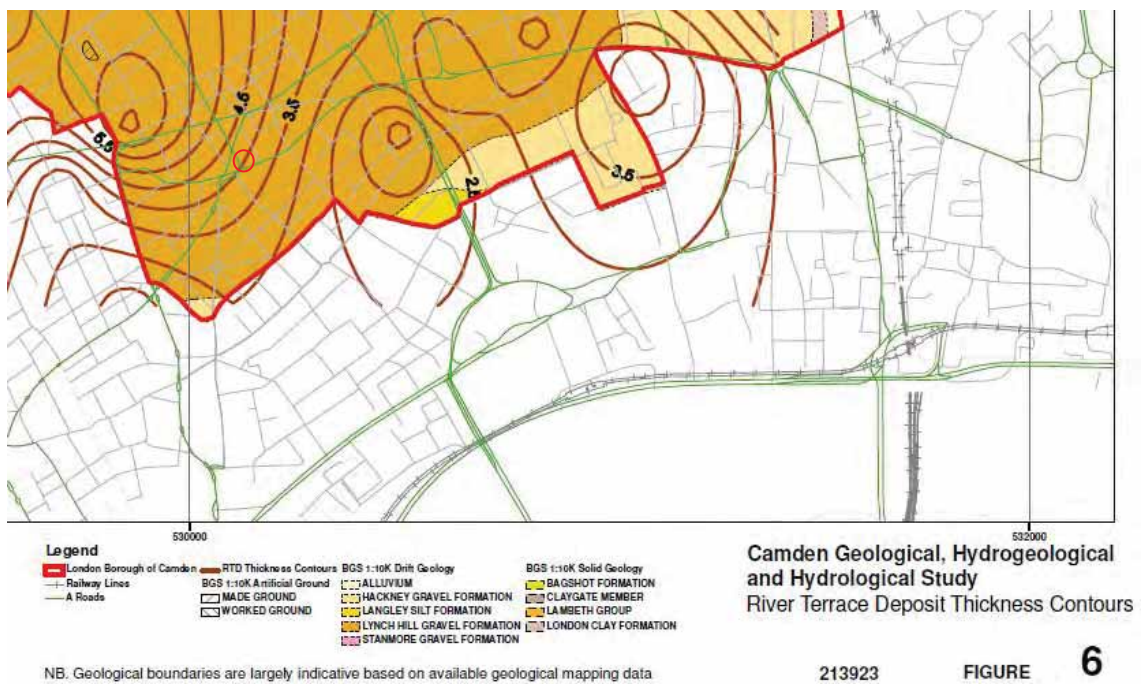 4.5
3.5
5.5
2.
3.5
530000
532000
Legend
London Borough of Camden
Railway Lines
A Roads
RTD Thickness Contours
BGS 1:10K Artificial Ground
MADE GROUND
WORKED GROUND
BGS 1:10K Drift Geology
ALLUVIUM
HACKNEY GRAVEL FORMATION
LANGLEY SILT FORMATION
LYNCH HILL GRAVEL FORMATION
STANMORE GRAVEL FORMATION
BGS 1:10K Solid Geology
BAGSHOT FORMATION
CLAYGATE MEMBER
LAMBETH GROUP
LONDON CLAY FORMATION
Camden Geological, Hydrogeological
and Hydrological Study
River Terrace Deposit Thickness Contours
NB. Geological boundaries are largely indicative based on available geological mapping data
213923 FIGURE 6